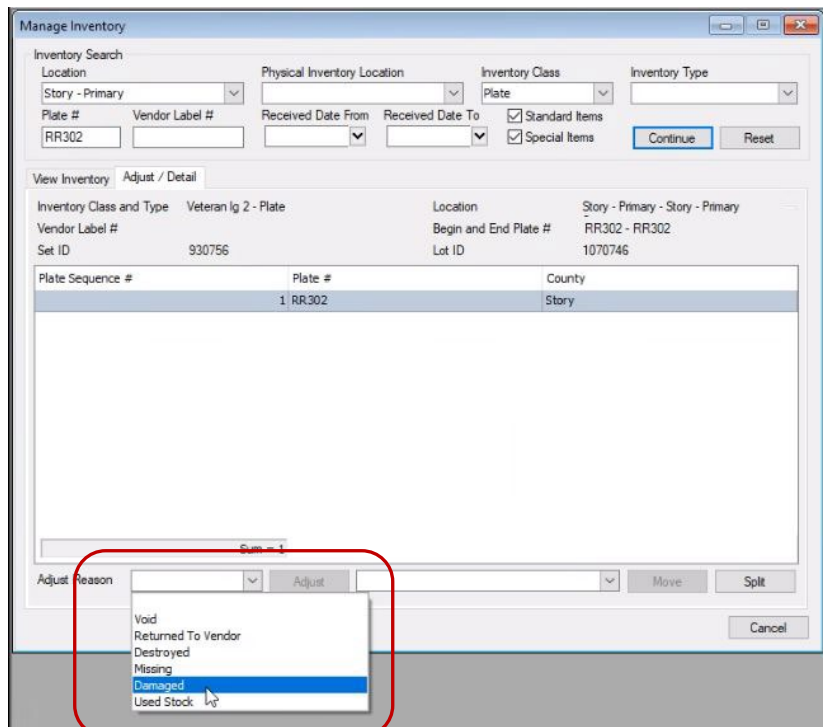 Manage Inventory
Inventory Search
Location Physical Inventory Location Inventory Class Inventory Type
Story - Primary Plate
Plate # Vendor Label # Received Date From Received Date To Standard Items
RR302 Special Items Continue Reset
View Inventory Adjust / Detail
Inventory Class and Type Veteran Ig 2 - Plate Location Story - Primary - Story - Primary
Vendor Label # Begin and End Plate # RR302 - RR302
Set ID 930756 Lot ID 1070746
Plate Sequence # Plate # County
1 RR302 Story
Sum = 1
Adjust Reason Adjust Move Split
Cancel
Void
Returned To Vendor
Destroyed
Missing
Damaged
Used Stock